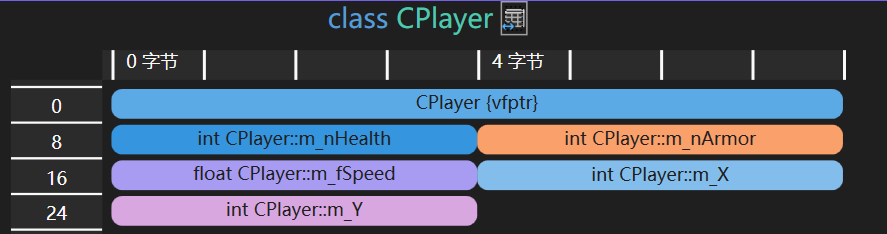 class CPlayer
0 字节 4 字节
0 CPlayer {vfptr}
8 int CPlayer::m_nHealth int CPlayer::m_nArmor
16 float CPlayer::m_fSpeed int CPlayer::m_X
24 int CPlayer::m_Y